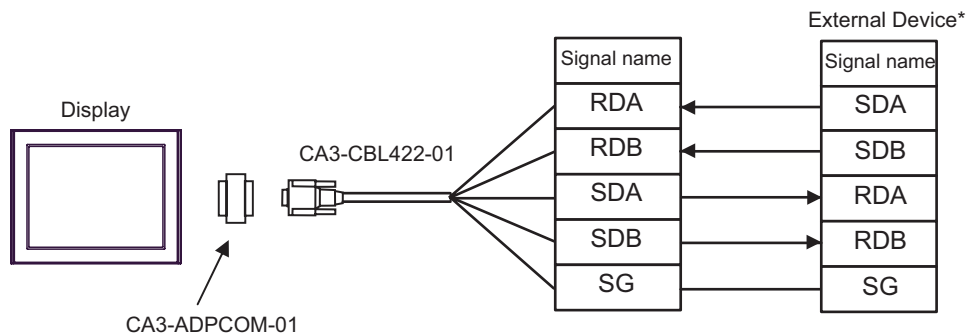 External Device*
Signal name
Signal name
Display
RDA
SDA
CA3-CBL422-01
RDB
SDB
SDA
RDA
SDB
RDB
SG
SG
CA3-ADPCOM-01